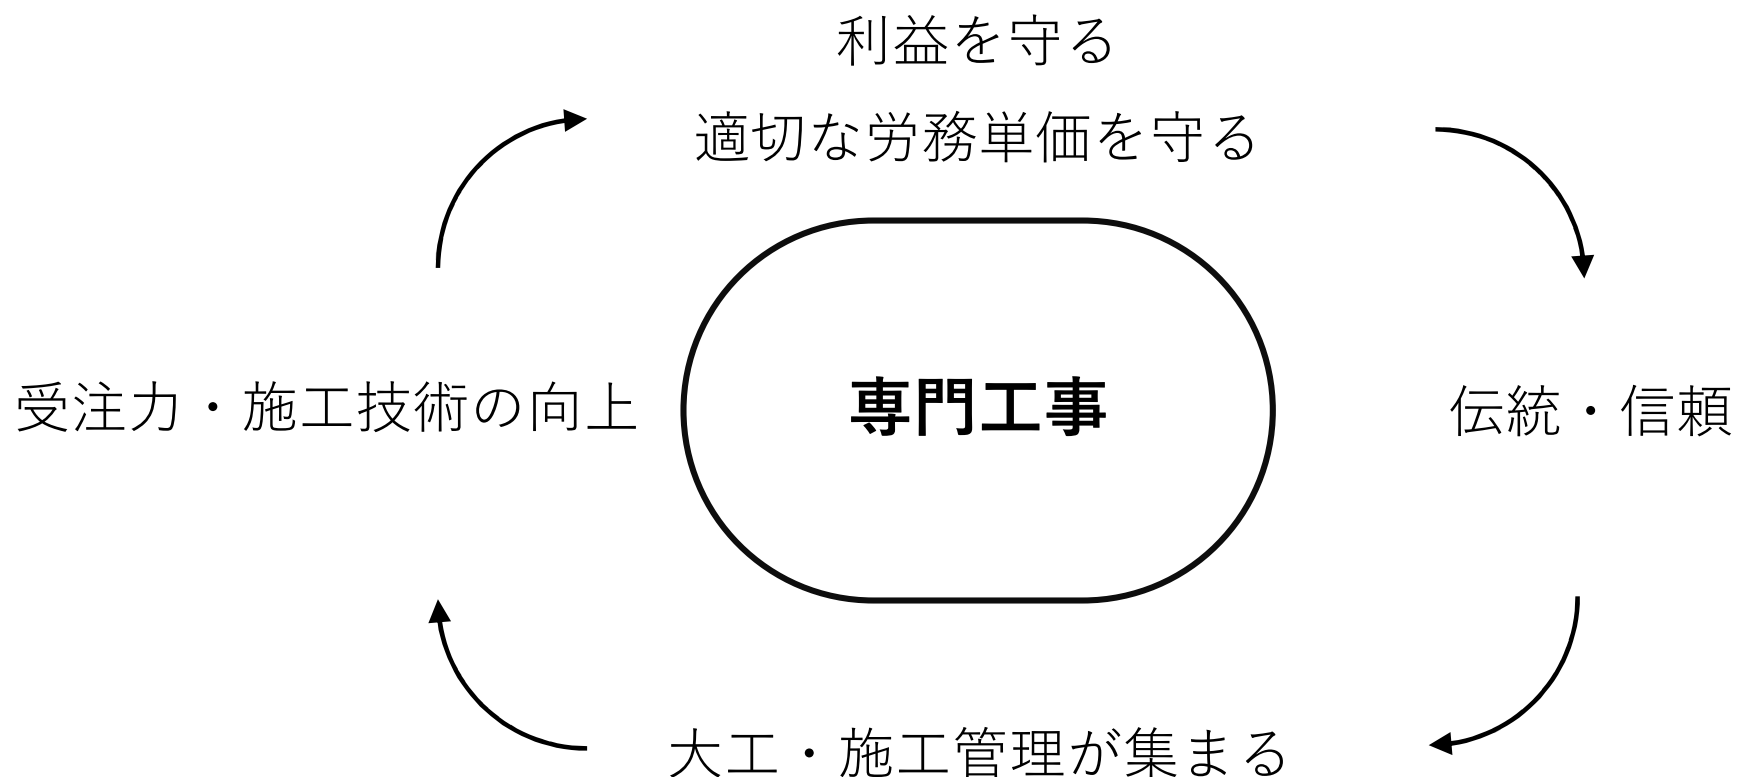 利益を守る
適切な労務単価を守る
受注力・施工技術の向上
専門工事
伝統・信頼
大工・施工管理が集まる